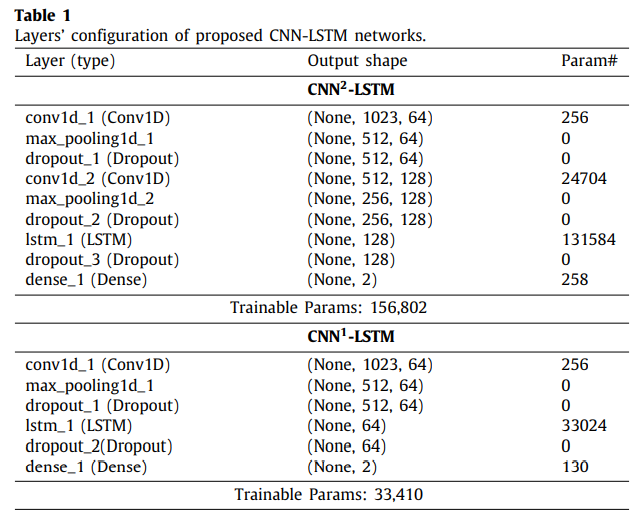 Table 1
Layers' configuration of proposed CNN-LSTM networks.
Layer (type) Output shape Param#
CNN²-LSTM
conv1d_1 (Conv1D) (None, 1023, 64) 256
max_pooling1d_1 (None, 512, 64) 0
dropout_1 (Dropout) (None, 512, 64) 0
conv1d_2 (Conv1D) (None, 512, 128) 24704
max_pooling1d_2 (None, 256, 128) 0
dropout_2 (Dropout) (None, 256, 128) 0
lstm_1 (LSTM) (None, 128) 131584
dropout_3 (Dropout) (None, 128) 0
dense_1 (Dense) (None, 2) 258
Trainable Params: 156,802
CNN¹-LSTM
conv1d_1 (Conv1D) (None, 1023, 64) 256
max_pooling1d_1 (None, 512, 64) 0
dropout_1 (Dropout) (None, 512, 64) 0
lstm_1 (LSTM) (None, 64) 33024
dropout_2(Dropout) (None, 64) 0
dense_1 (Dense) (None, 2) 130
Trainable Params: 33,410